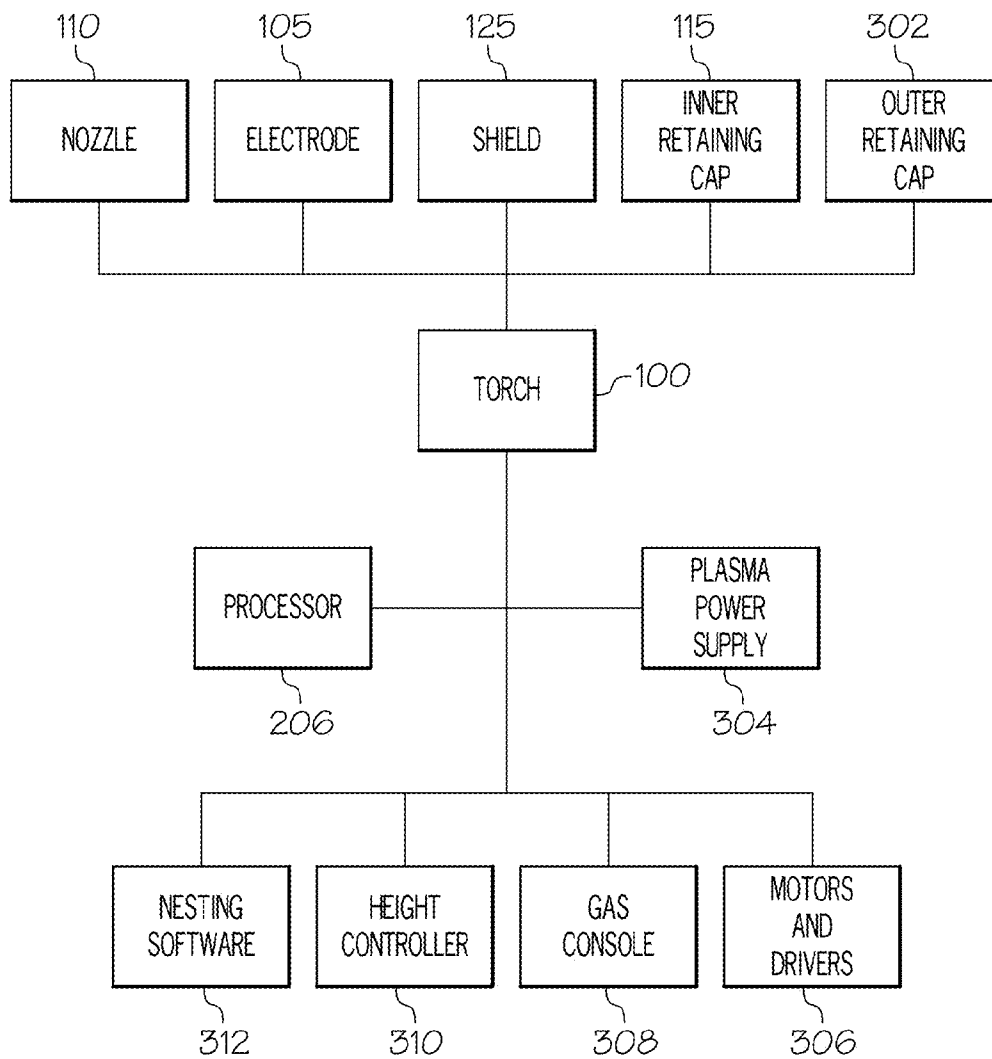 110 105 125 115 302
NOZZLE
ELECTRODE
SHIELD
INNER
RETAINING
CAP
OUTER
RETAINING
CAP
TORCH
100
PROCESSOR
206
PLASMA
POWER
SUPPLY
304
NESTING
SOFTWARE
HEIGHT
CONTROLLER
GAS
CONSOLE
MOTORS
AND
DRIVERS
312 310 308 306